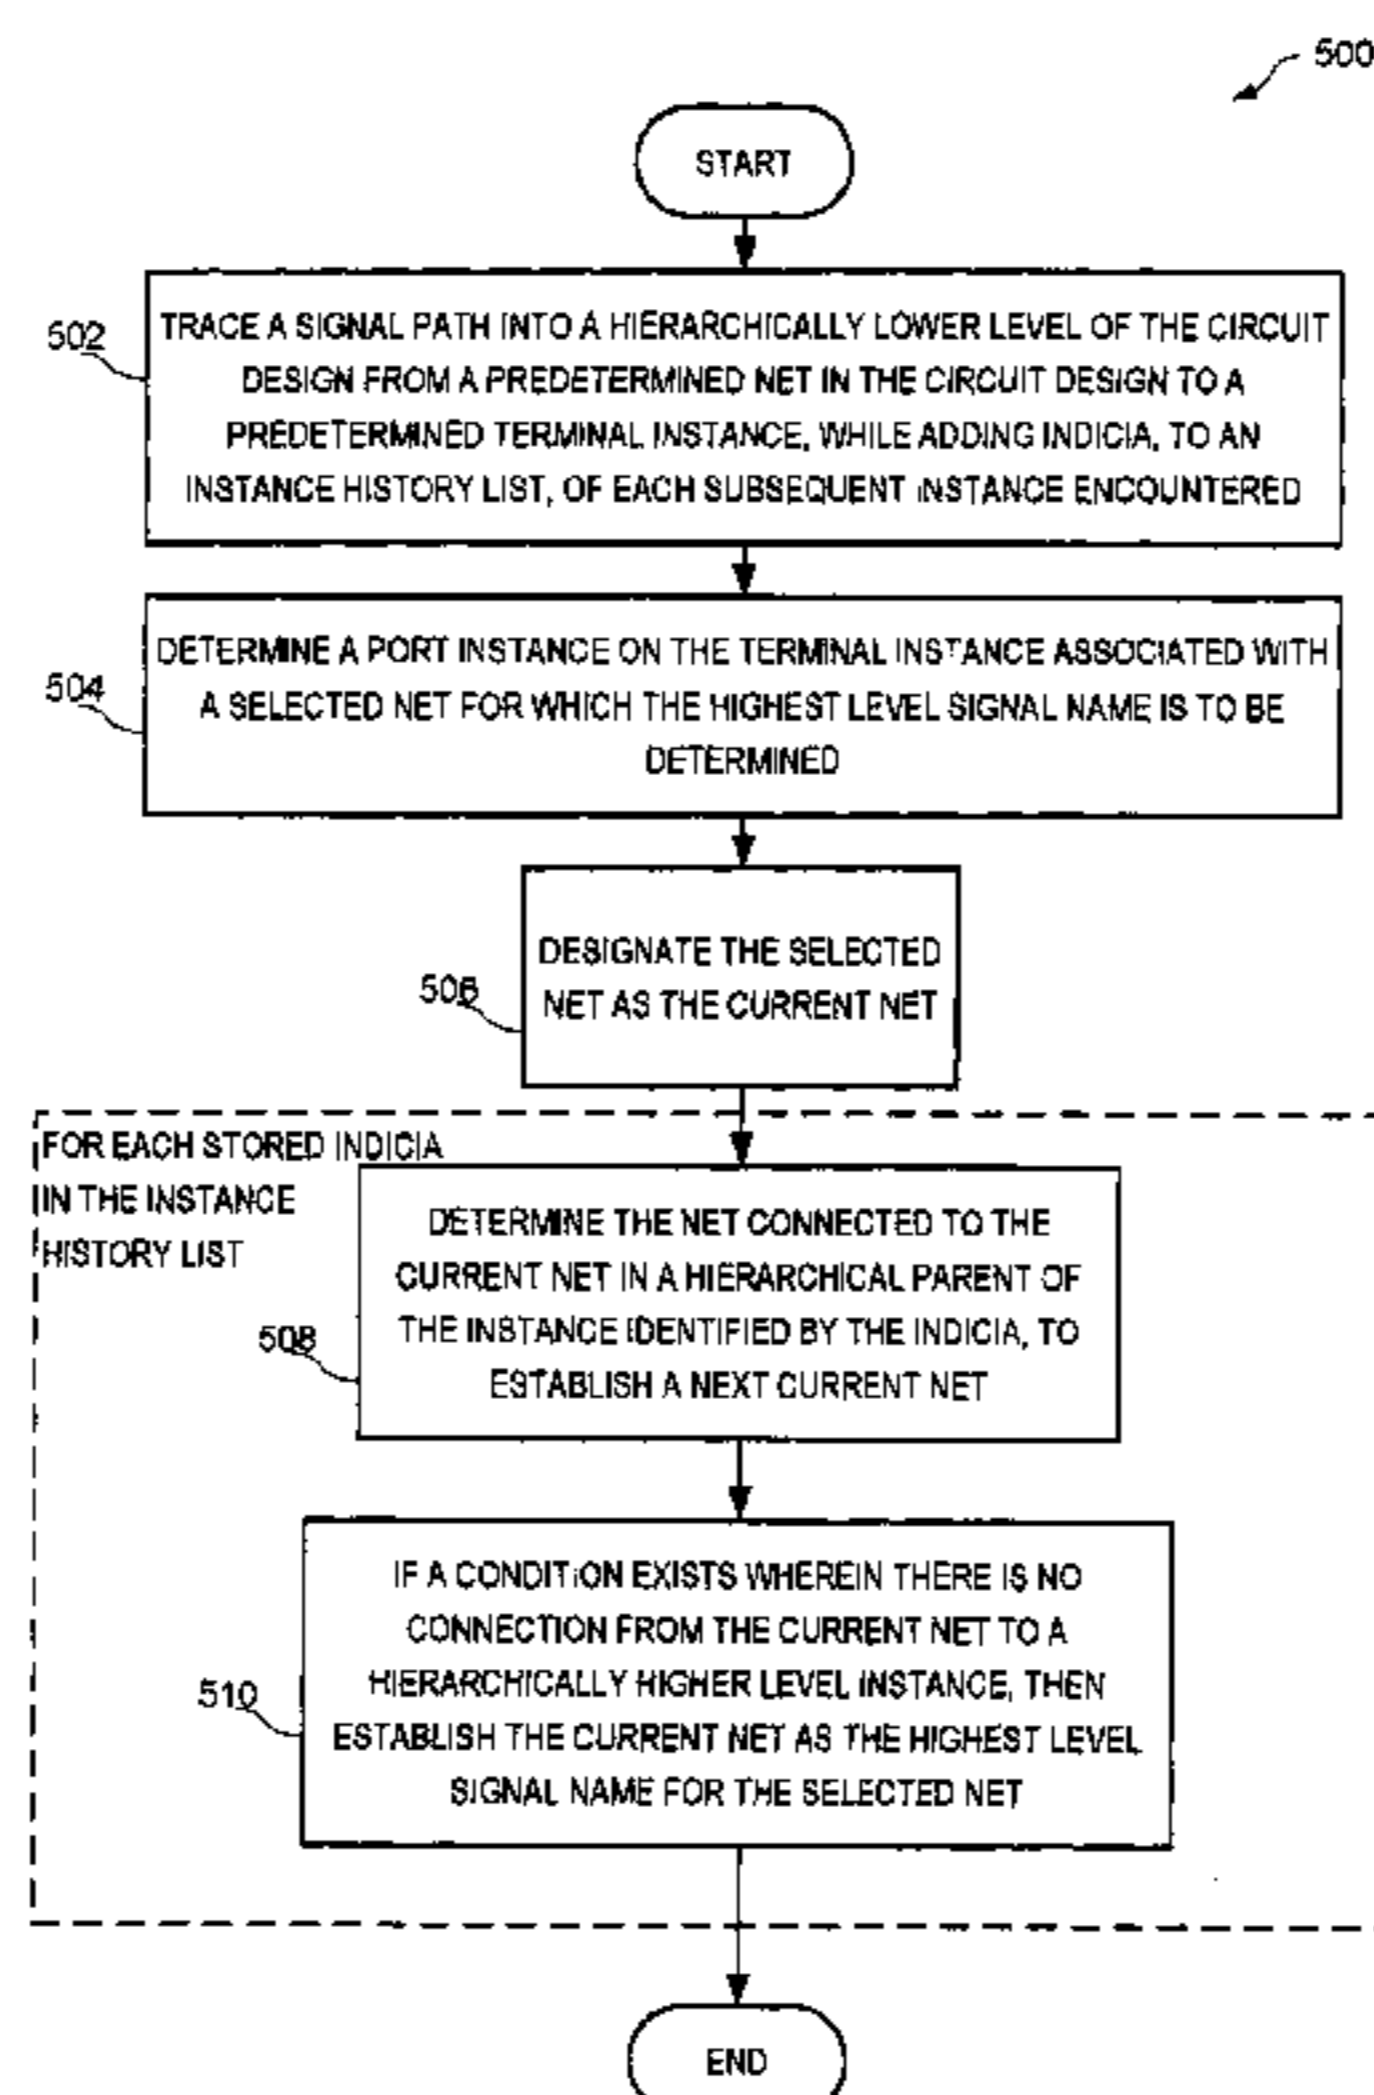 500
START
502
TRACE A SIGNAL PATH INTO A HIERARCHICALLY LOWER LEVEL OF THE CIRCUIT
DESIGN FROM A PREDETERMINED NET IN THE CIRCUIT DESIGN TO A
PREDETERMINED TERMINAL INSTANCE, WHILE ADDING INDICIA, TO AN
INSTANCE HISTORY LIST, OF EACH SUBSEQUENT INSTANCE ENCOUNTERED
504
DETERMINE A PORT INSTANCE ON THE TERMINAL INSTANCE ASSOCIATED WITH
A SELECTED NET FOR WHICH THE HIGHEST LEVEL SIGNAL NAME IS TO BE
DETERMINED
506
DESIGNATE THE SELECTED
NET AS THE CURRENT NET
FOR EACH STORED INDICIA
IN THE INSTANCE
HISTORY LIST
508
DETERMINE THE NET CONNECTED TO THE
CURRENT NET IN A HIERARCHICAL PARENT OF
THE INSTANCE IDENTIFIED BY THE INDICIA, TO
ESTABLISH A NEXT CURRENT NET
510
IF A CONDITION EXISTS WHEREIN THERE IS NO
CONNECTION FROM THE CURRENT NET TO A
HIERARCHICALLY HIGHER LEVEL INSTANCE, THEN
ESTABLISH THE CURRENT NET AS THE HIGHEST LEVEL
SIGNAL NAME FOR THE SELECTED NET
END